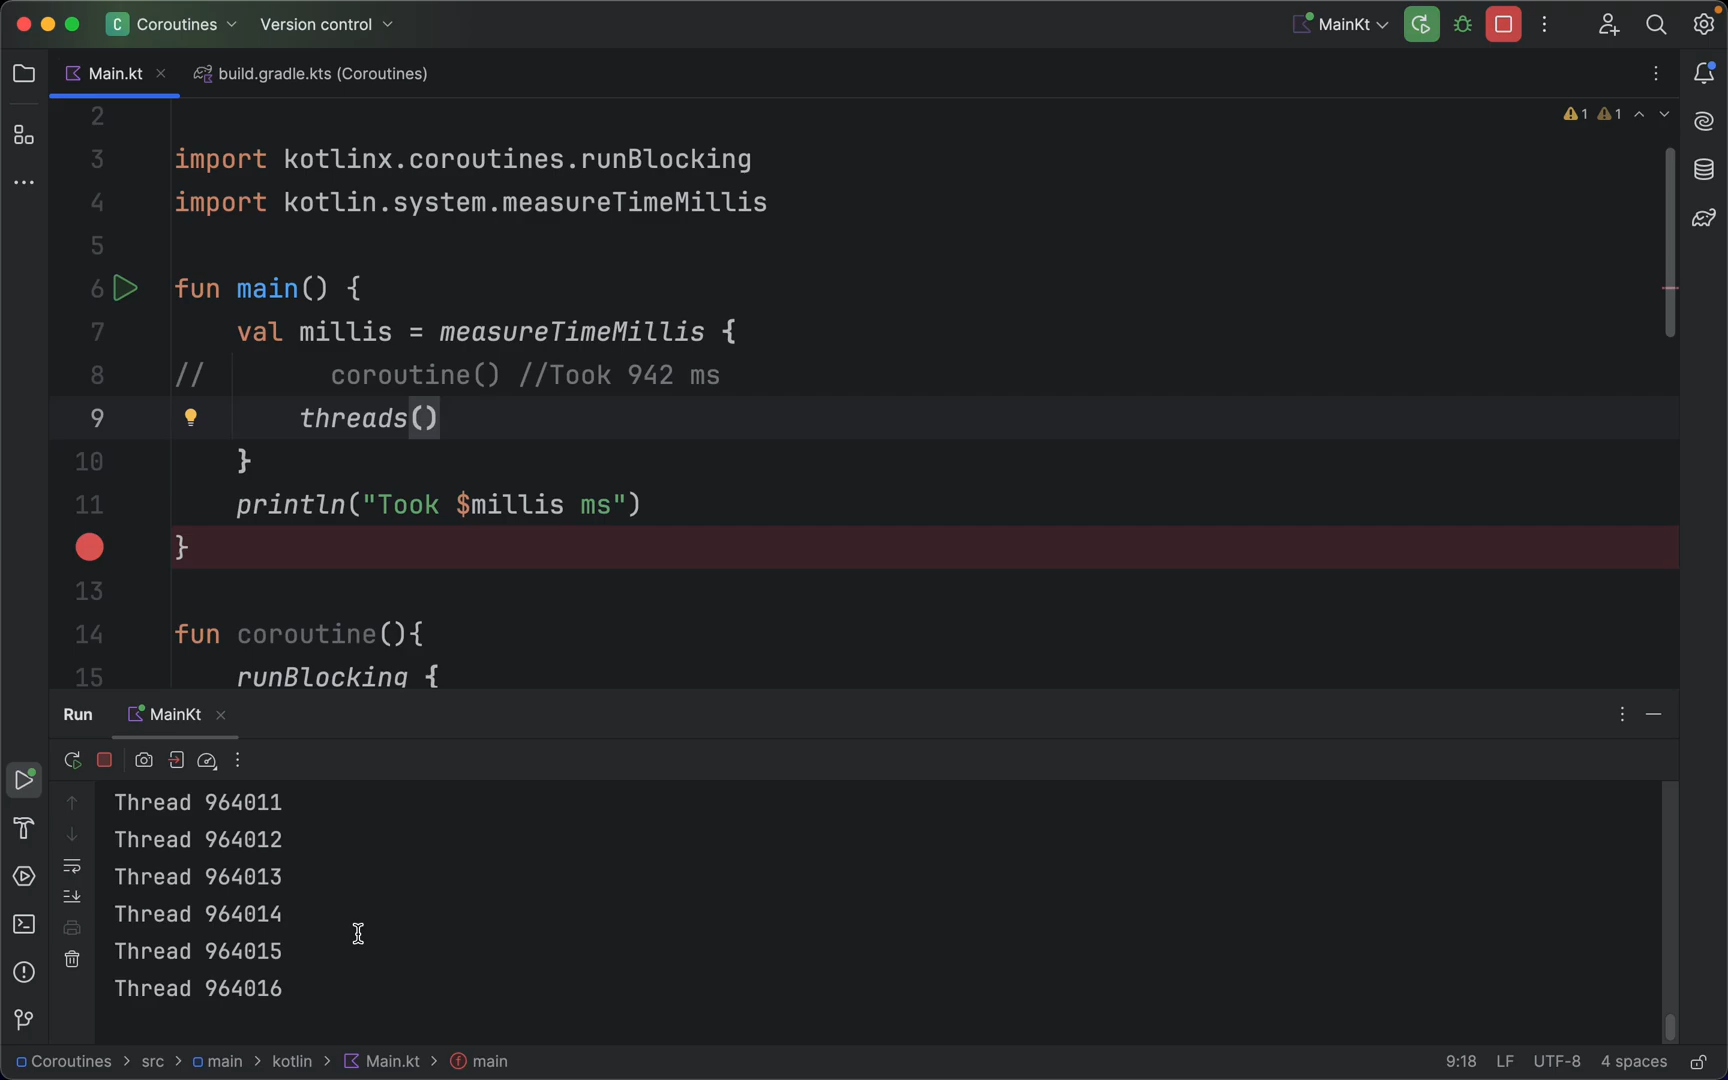 C Coroutines Version control MainKt
Main.kt build.gradle.kts (Coroutines)
2 1 1
3 import kotlinx.coroutines.runBlocking
4 import kotlin.system.measureTimeMillis
5
6 fun main() {
7 val millis = measureTimeMillis {
8 // coroutine() //Took 942 ms
9 threads()
10 }
11 println("Took $millis ms")
}
13
14 fun coroutine(){
15 runBlocking {
Run MainKt
Thread 964011
Thread 964012
Thread 964013
Thread 964014
Thread 964015
Thread 964016
Coroutines > src > main > kotlin > Main.kt > main 9:18 LF UTF-8 4 spaces